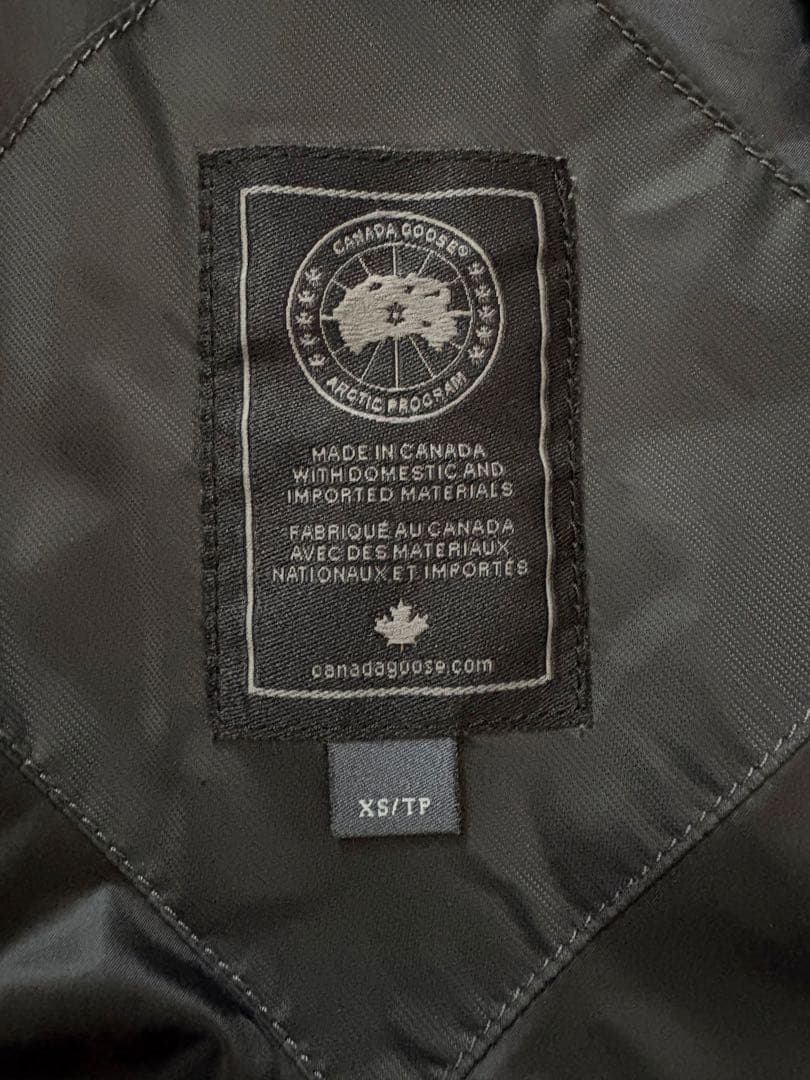 CANADA GOOSE®
ARCTIC PROGRAM
MADE IN CANADA
WITH DOMESTIC AND
IMPORTED MATERIALS
FABRIQUÉ AU CANADA
AVEC DES MATERIAUX
NATIONAUX ET IMPORTÉS
canadagoose.com
XS/TP